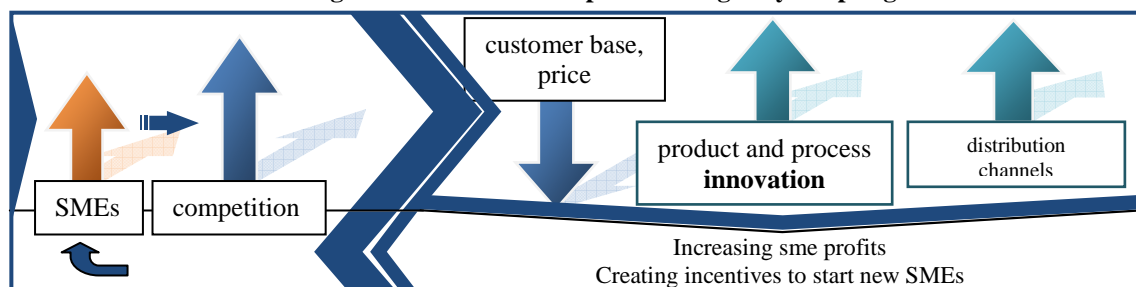 SMEs
competition
customer base,
price
product and process
innovation
distribution
channels
Increasing sme profits
Creating incentives to start new SMEs